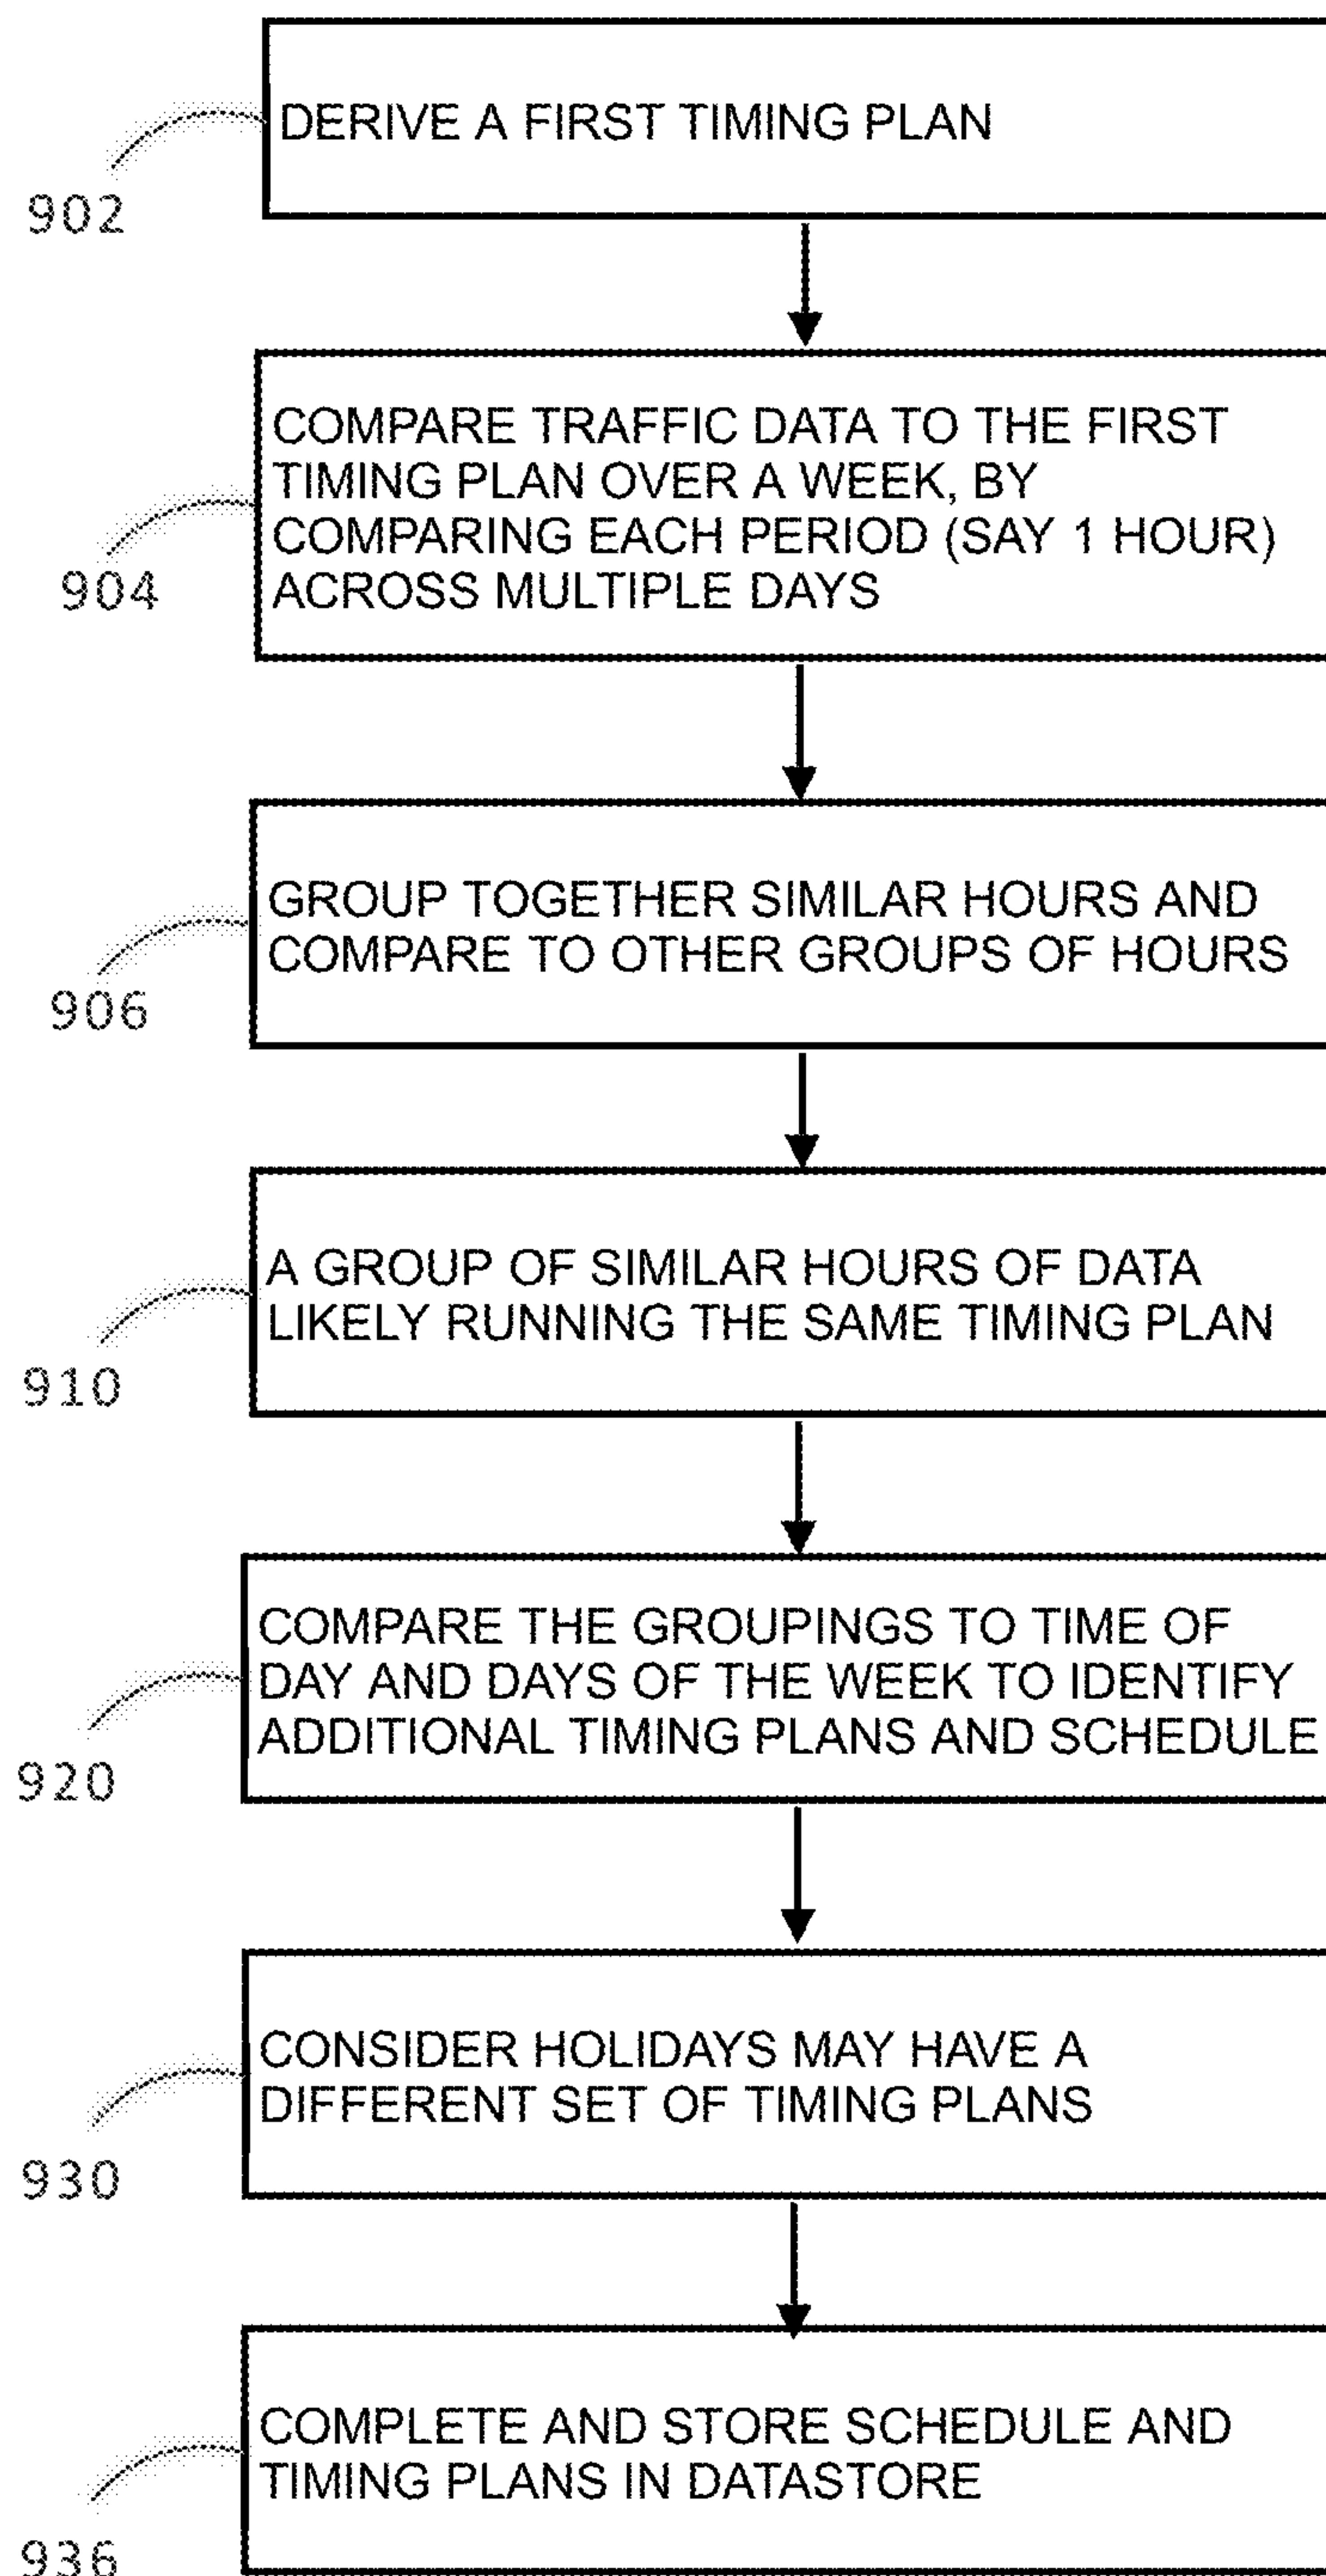 DERIVE A FIRST TIMING PLAN
902
COMPARE TRAFFIC DATA TO THE FIRST
TIMING PLAN OVER A WEEK, BY
COMPARING EACH PERIOD (SAY 1 HOUR)
ACROSS MULTIPLE DAYS
904
GROUP TOGETHER SIMILAR HOURS AND
COMPARE TO OTHER GROUPS OF HOURS
906
A GROUP OF SIMILAR HOURS OF DATA
LIKELY RUNNING THE SAME TIMING PLAN
910
COMPARE THE GROUPINGS TO TIME OF
DAY AND DAYS OF THE WEEK TO IDENTIFY
ADDITIONAL TIMING PLANS AND SCHEDULE
920
CONSIDER HOLIDAYS MAY HAVE A
DIFFERENT SET OF TIMING PLANS
930
COMPLETE AND STORE SCHEDULE AND
TIMING PLANS IN DATASTORE
936